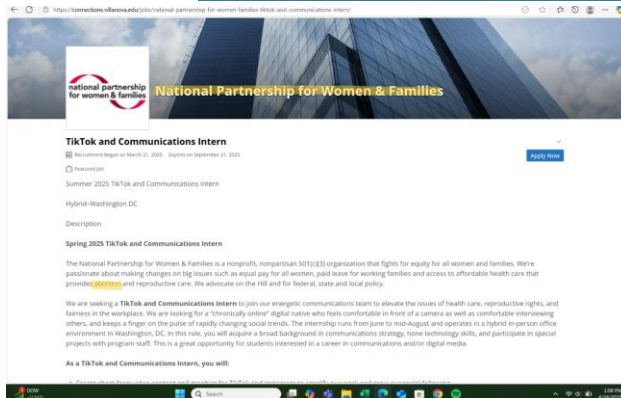 https://connections.villanova.edu/jobs/national-partnership-for-women-families-tiktok-and-communications-intern/
national partnership
for women & families
National Partnership for Women & Families
TikTok and Communications Intern
Recruitment began on March 21, 2025 Expires on September 21, 2025
Apply Now
Featured Job
Summer 2025 TikTok and Communications Intern
Hybrid–Washington DC
Description
Spring 2025 TikTok and Communications Intern
The National Partnership for Women & Families is a nonprofit, nonpartisan 501(c)(3) organization that fights for equity for all women and families. We're
passionate about making changes on big issues such as equal pay for all women, paid leave for working families and access to affordable health care that
provides abortion and reproductive care. We advocate on the Hill and for federal, state and local policy.
We are seeking a TikTok and Communications Intern to join our energetic communications team to elevate the issues of health care, reproductive rights, and
fairness in the workplace. We are looking for a "chronically online" digital native who feels comfortable in front of a camera as well as comfortable interviewing
others, and keeps a finger on the pulse of rapidly changing social trends. The internship runs from June to mid-August and operates in a hybrid in-person office
environment in Washington, DC. In this role, you will acquire a broad background in communications strategy, hone technology skills, and participate in special
projects with program staff. This is a great opportunity for students interested in a career in communications and/or digital media.
As a TikTok and Communications Intern, you will:
DOW
Search
1:08 PM